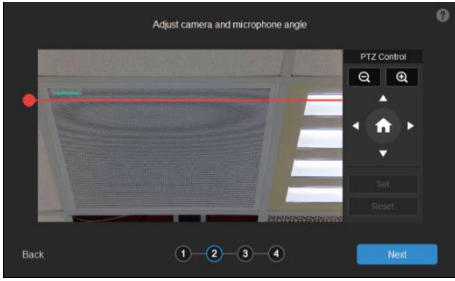 Adjust camera and microphone angle
?
PTZ Control
Set
Reset
Back
1
2
3
4
Next